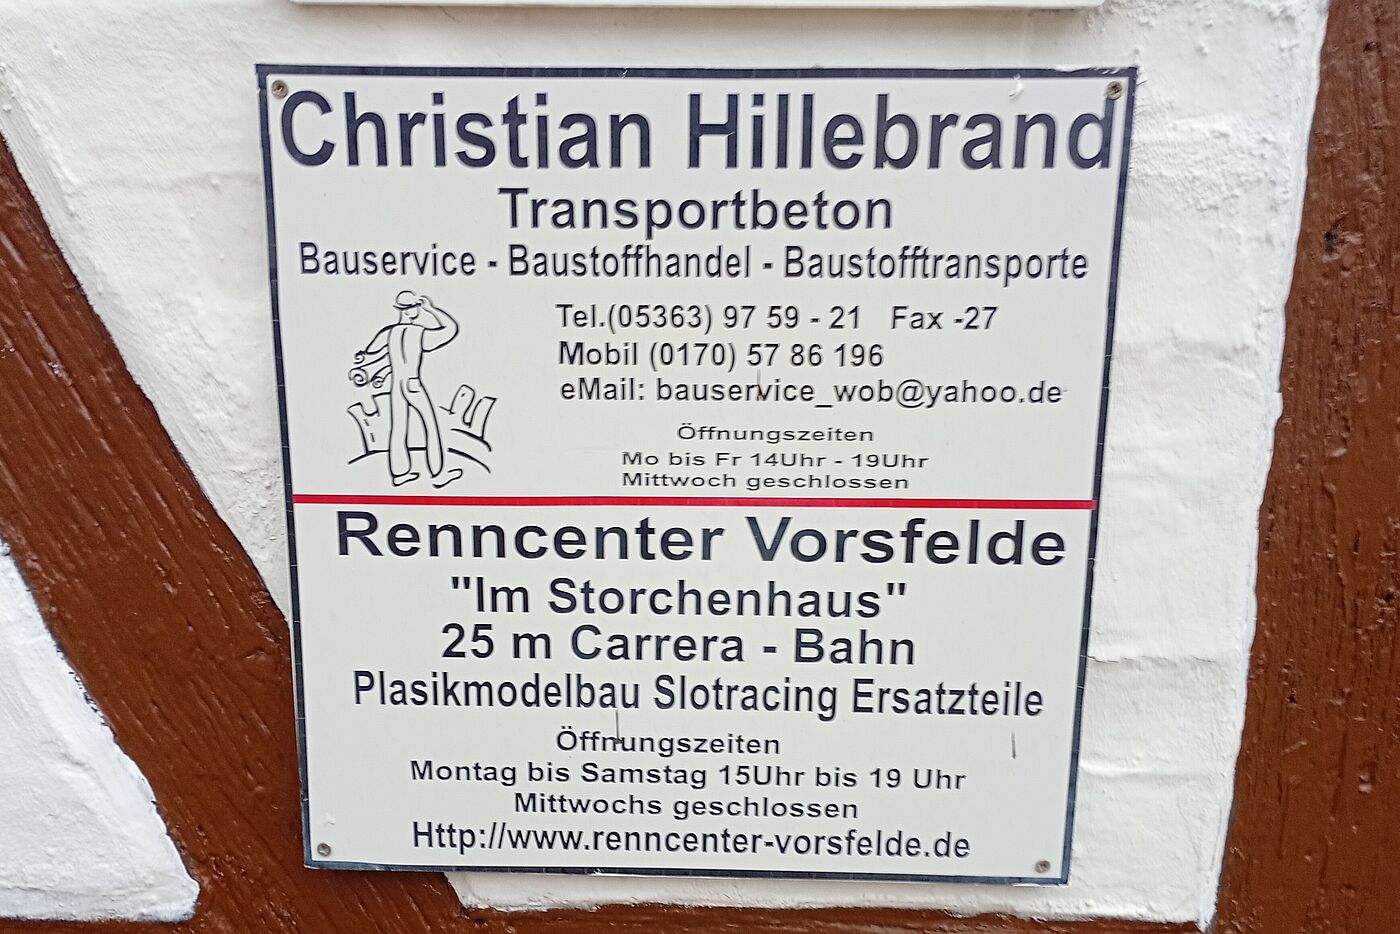 Christian Hillebrand
Transportbeton
Bauservice - Baustoffhandel - Baustofftransporte
Tel.(05363) 97 59 - 21 Fax -27
Mobil (0170) 57 86 196
eMail: bauservice_wob@yahoo.de
Öffnungszeiten
Mo bis Fr 14Uhr - 19Uhr
Mittwoch geschlossen
Renncenter Vorsfelde
"Im Storchenhaus"
25 m Carrera - Bahn
Plasikmodelbau Slotracing Ersatzteile
Öffnungszeiten
Montag bis Samstag 15Uhr bis 19 Uhr
Mittwochs geschlossen
Http://www.renncenter-vorsfelde.de